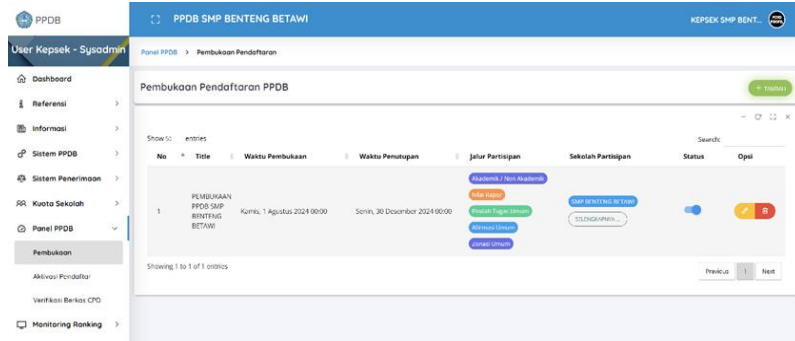 PPDB
PPDB SMP BENTENG BETAWI
KEPSEK SMP BENT...
User Kepsek - Sysadmin
Panel PPDB > Pembukaan Pendaftaran
Dashboard
Referensi
Informasi
Sistem PPDB
Sistem Penerimaan
Kuota Sekolah
Panel PPDB
Pembukaan
Aktivasi Pendaftar
Verifikasi Berkas CPD
Monitoring Ranking
Pembukaan Pendaftaran PPDB
+ TAMBAH
Show 50 entries
Search:
No Title Waktu Pembukaan Waktu Penutupan Jalur Partisipan Sekolah Partisipan Status Opsi
1
PEMBUKAAN
PPDB SMP
BENTENG
BETAWI
Kamis, 1 Agustus 2024 00:00
Senin, 30 Desember 2024 00:00
Akademik / Non Akademik
Nilai Rapor
Pindah Tugas Umum
Afirmasi Umum
Zonasi Umum
SMP BENTENG BETAWI
SELENGKAPNYA ...
Showing 1 to 1 of 1 entries
Previous 1 Next